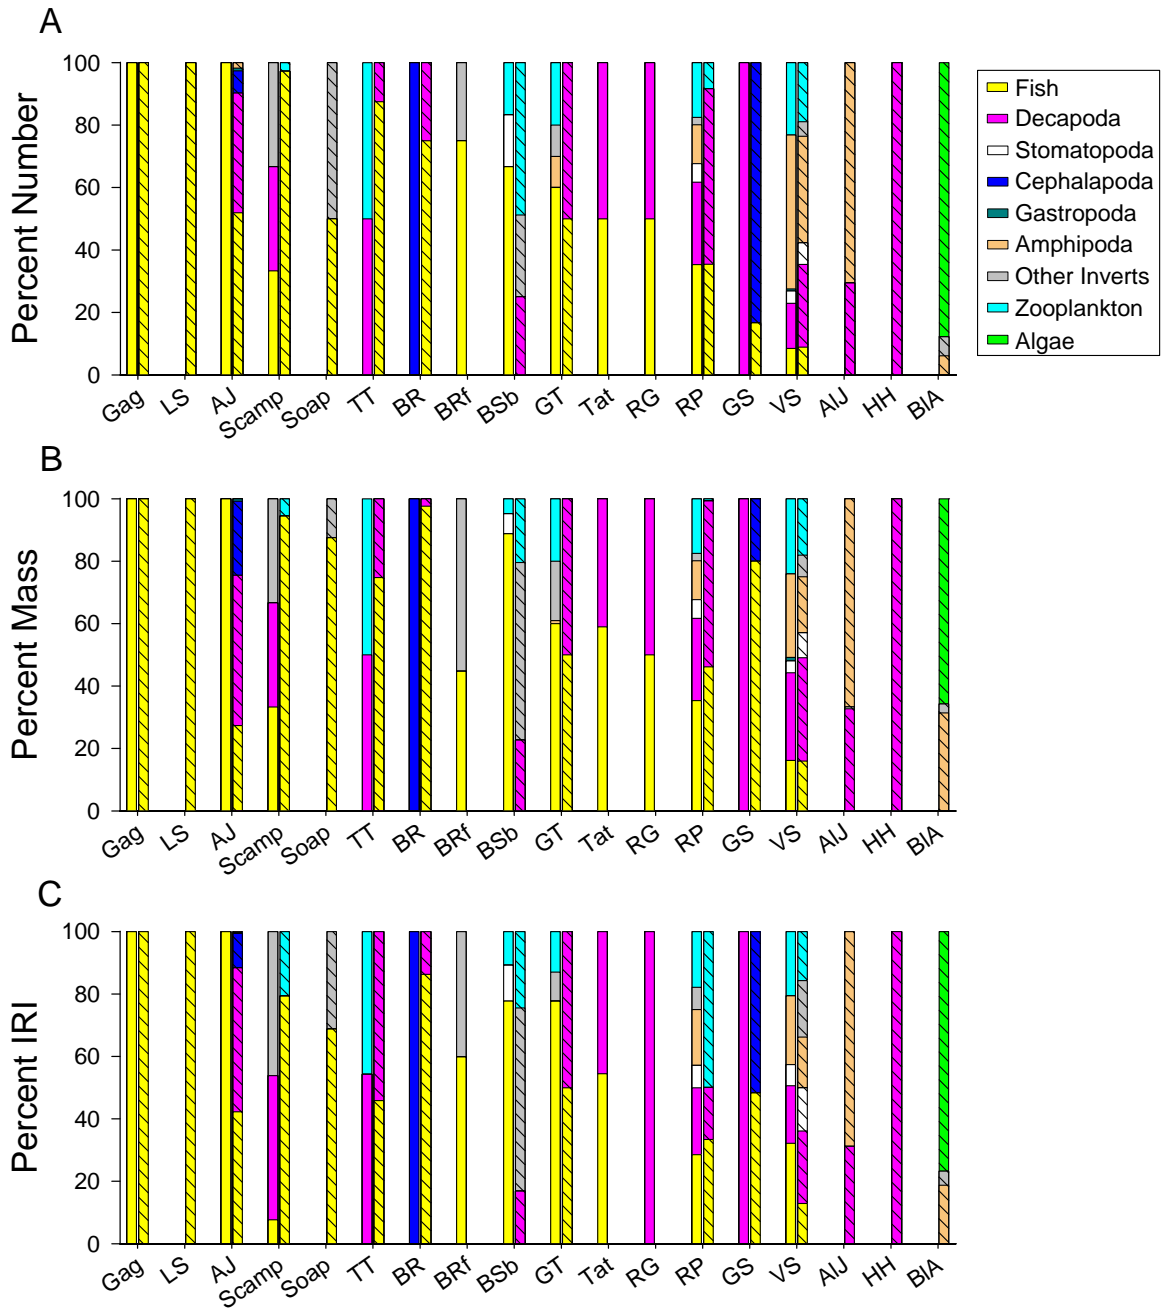 A
Percent Number
100
80
60
40
20
0
Gag LS AJ Scamp Soap TT BR BRf BSb GT Tat RG RP GS VS AIJ HH BIA
Fish
Decapoda
Stomatopoda
Cephalapoda
Gastropoda
Amphipoda
Other Inverts
Zooplankton
Algae
B
Percent Mass
100
80
60
40
20
0
Gag LS AJ Scamp Soap TT BR BRf BSb GT Tat RG RP GS VS AIJ HH BIA
C
Percent IRI
100
80
60
40
20
0
Gag LS AJ Scamp Soap TT BR BRf BSb GT Tat RG RP GS VS AIJ HH BIA